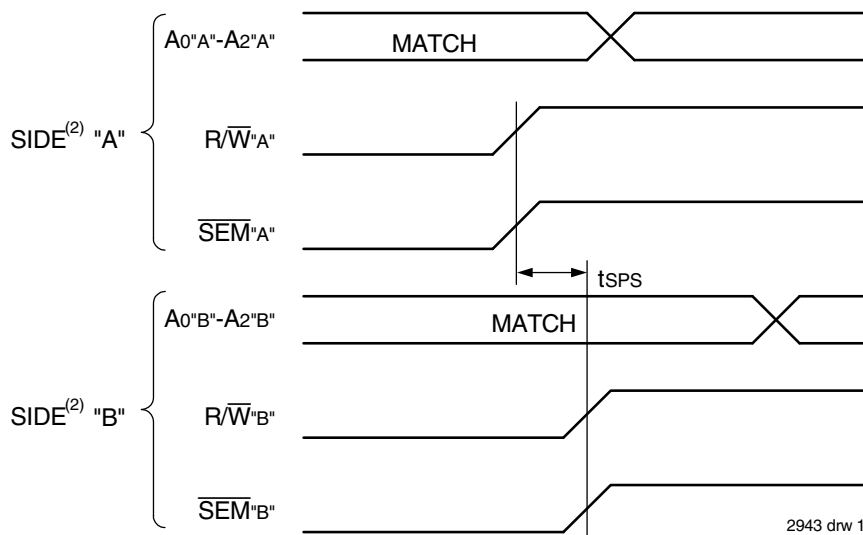 A0"A"-A2"A"
MATCH
SIDE(2) "A"
R/W"A"
SEM"A"
tSPS
A0"B"-A2"B"
MATCH
SIDE(2) "B"
R/W"B"
SEM"B"
2943 drw 1